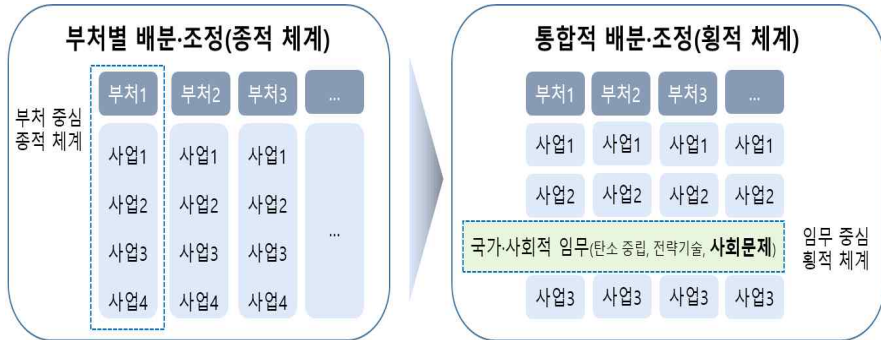 부처별 배분·조정(종적 체계)
부처 중심
종적 체계
부처1 부처2 부처3 ...
사업1 사업1 사업1
사업2 사업2 사업2
...
사업3 사업3 사업3
사업4 사업4 사업4
통합적 배분·조정(횡적 체계)
부처1 부처2 부처3 ...
사업1 사업1 사업1 사업1
사업2 사업2 사업2 사업2
국가·사회적 임무(탄소 중립, 전략기술, 사회문제)
임무 중심
횡적 체계
사업3 사업3 사업3 사업3